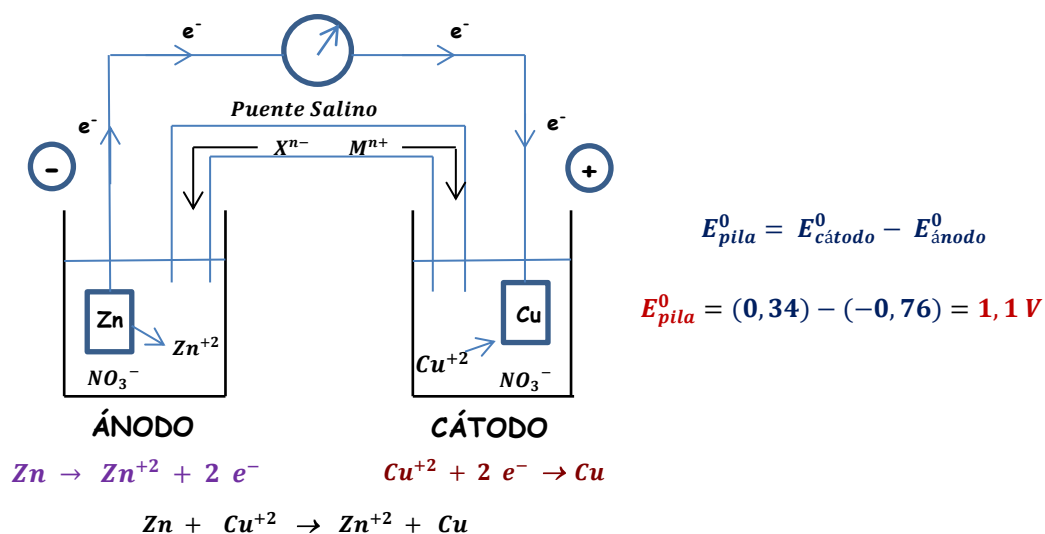 e⁻ e⁻
Puente Salino
e⁻ e⁻
Xⁿ⁻ Mⁿ⁺
- +
E⁰pila = E⁰cátodo − E⁰ánodo
E⁰pila = (0,34) − (−0,76) = 1,1 V
Zn Cu
Zn⁺² Cu⁺²
NO₃⁻ NO₃⁻
ÁNODO CÁTODO
Zn → Zn⁺² + 2 e⁻ Cu⁺² + 2 e⁻ → Cu
Zn + Cu⁺² → Zn⁺² + Cu